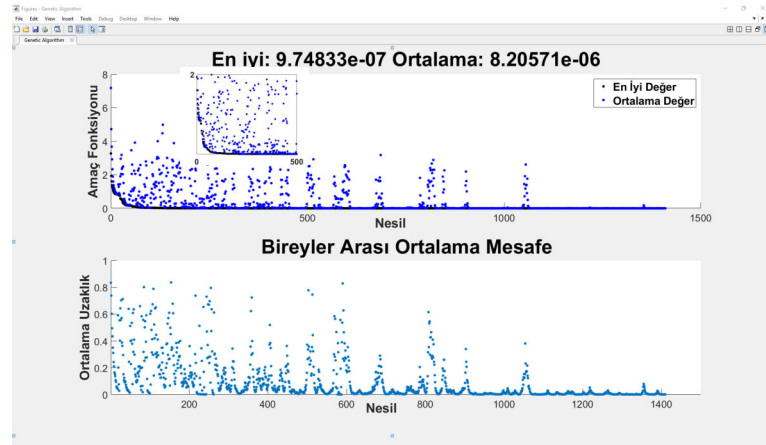 Figures - Genetic Algorithm
File Edit View Insert Tools Debug Desktop Window Help
Genetic Algorithm
En iyi: 9.74833e-07 Ortalama: 8.20571e-06
Amaç Fonksiyonu
8
6
4
2
0
2
0
500
En İyi Değer
Ortalama Değer
0
500
1000
1500
Nesil
Bireyler Arası Ortalama Mesafe
Ortalama Uzaklık
1
0.8
0.6
0.4
0.2
0
200
400
600
800
1000
1200
1400
Nesil